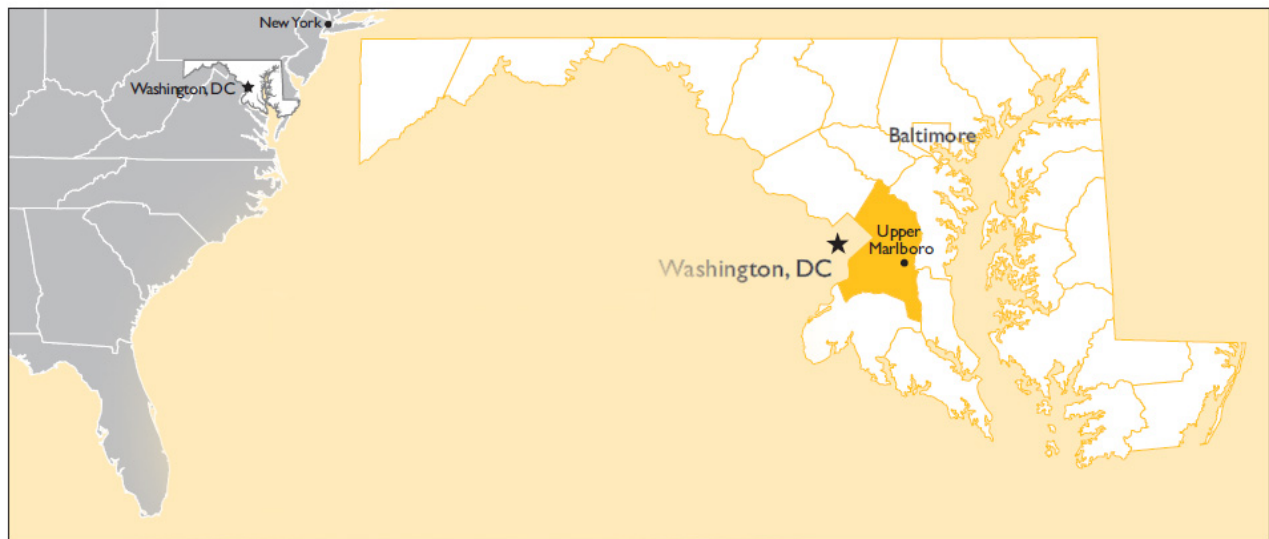 New York
Washington, DC
Baltimore
Upper
Marlboro
Washington, DC